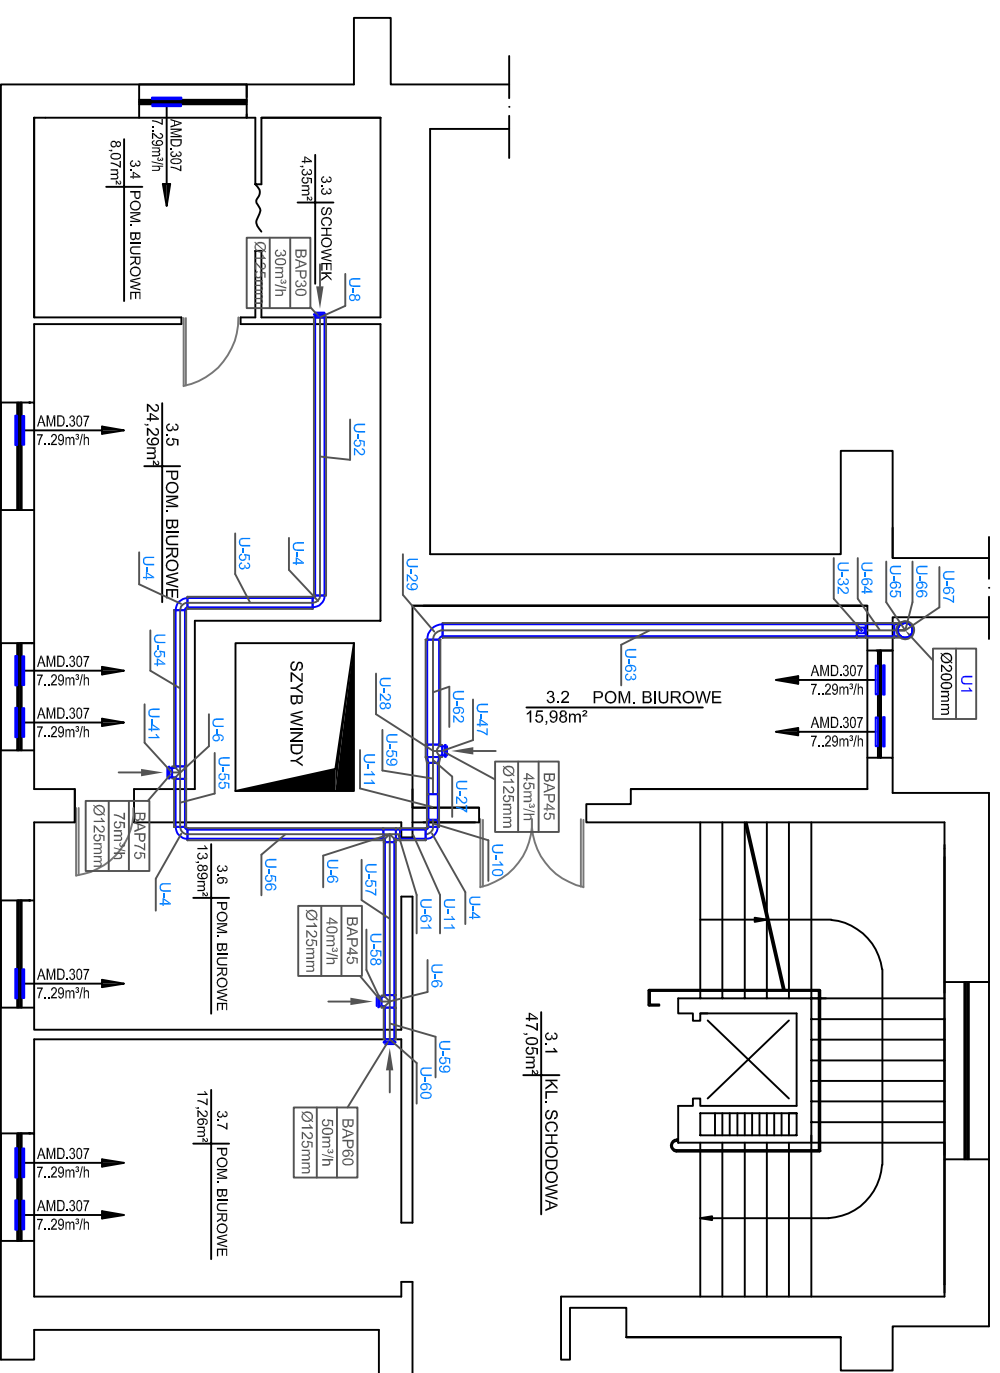 AMD.307
7..29m³/h
3.4 POM. BIUROWE
8,07m²
3.3 SCHOWEK
4,35m²
BAP30
30m³/h
Ø125mm
U-8
U-52
AMD.307
7..29m³/h
3.5 POM. BIUROWE
24,29m²
U-4
U-53
U-4
U-29
U-32
U-64
U-65
U-66
U-67
U1
Ø200mm
U-63
AMD.307
7..29m³/h
AMD.307
7..29m³/h
3.2 POM. BIUROWE
15,98m²
AMD.307
7..29m³/h
AMD.307
7..29m³/h
U-54
U-41
U-6
U-55
SZYB WINDY
U-28
U-62
U-47
U-59
U-11
U-27
BAP45
45m³/h
Ø125mm
U-10
BAP75
75m³/h
Ø125mm
U-4
U-56
U-6
U-57
U-61
U-11
U-4
3.6 POM. BIUROWE
13,89m²
BAP45
40m³/h
Ø125mm
U-58
U-6
U-59
U-60
AMD.307
7..29m³/h
3.1 KL. SCHODOWA
47,05m²
BAP60
50m³/h
Ø125mm
3.7 POM. BIUROWE
17,26m²
AMD.307
7..29m³/h
AMD.307
7..29m³/h